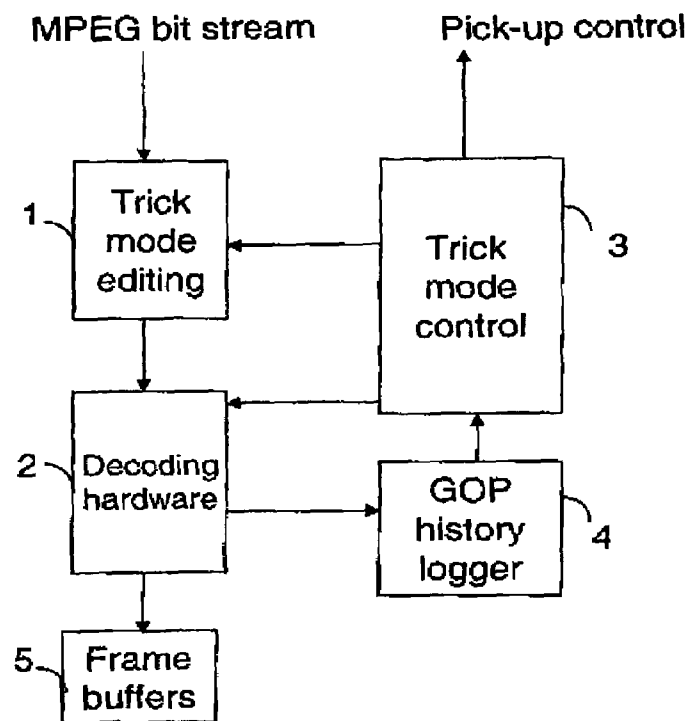 MPEG bit stream
Pick-up control
1
Trick
mode
editing
Trick
mode
control
3
2
Decoding
hardware
GOP
history
logger
4
5
Frame
buffers